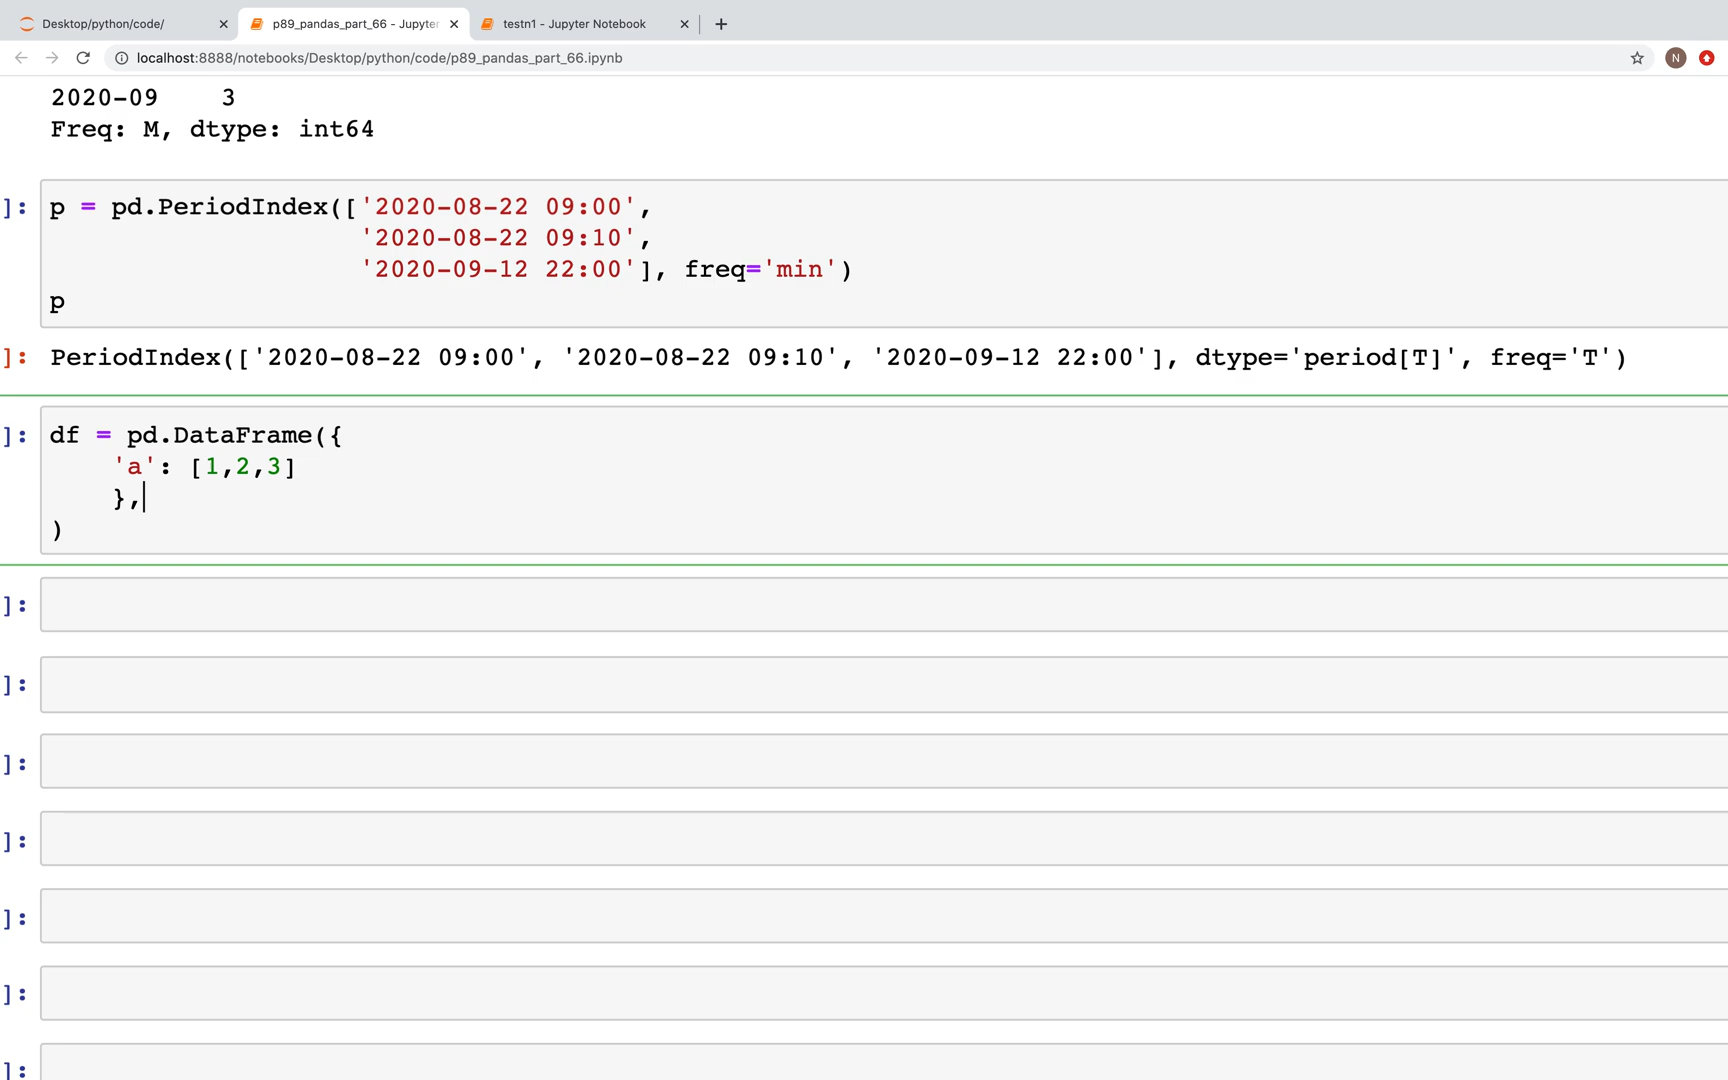 Desktop/python/code/
p89_pandas_part_66 - Jupyter
testn1 - Jupyter Notebook
localhost:8888/notebooks/Desktop/python/code/p89_pandas_part_66.ipynb
N
2020-09    3
Freq: M, dtype: int64
]: p = pd.PeriodIndex(['2020-08-22 09:00',
'2020-08-22 09:10',
'2020-09-12 22:00'], freq='min')
p
]: PeriodIndex(['2020-08-22 09:00', '2020-08-22 09:10', '2020-09-12 22:00'], dtype='period[T]', freq='T')
]: df = pd.DataFrame({
'a': [1,2,3]
},
)
]:
]:
]:
]:
]:
]:
]: